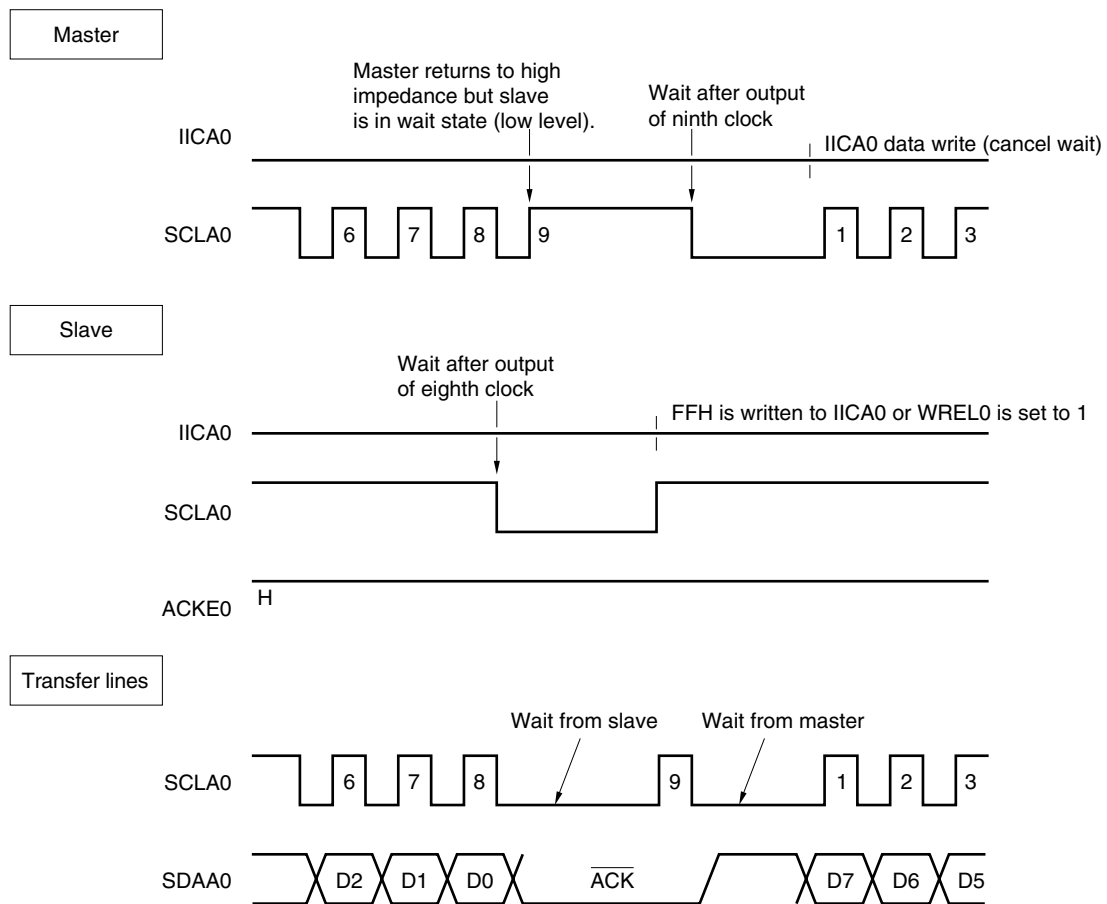 Master
Master returns to high
impedance but slave
is in wait state (low level).
Wait after output
of ninth clock
IICA0
IICA0 data write (cancel wait)
SCLA0
6 7 8 9 1 2 3
Slave
Wait after output
of eighth clock
IICA0
FFH is written to IICA0 or WREL0 is set to 1
SCLA0
ACKE0
H
Transfer lines
Wait from slave
Wait from master
SCLA0
6 7 8 9 1 2 3
SDAA0
D2 D1 D0 ACK D7 D6 D5